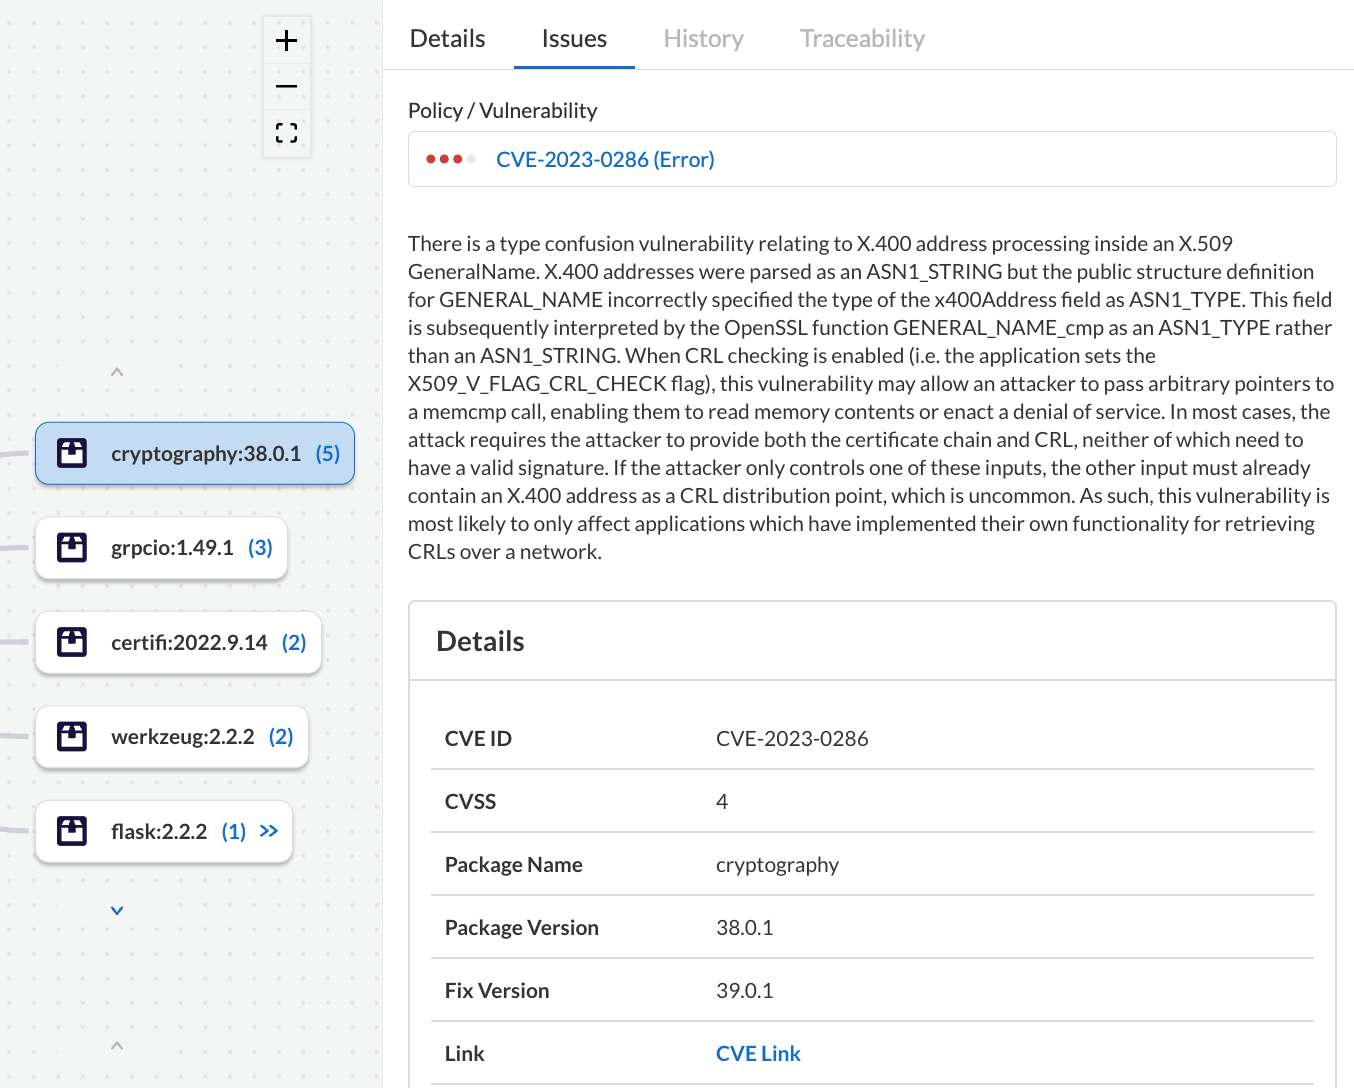 cryptography:38.0.1 (5)
grpcio:1.49.1 (3)
certifi:2022.9.14 (2)
werkzeug:2.2.2 (2)
flask:2.2.2 (1)
Details Issues History Traceability
Policy / Vulnerability
CVE-2023-0286 (Error)
There is a type confusion vulnerability relating to X.400 address processing inside an X.509
GeneralName. X.400 addresses were parsed as an ASN1_STRING but the public structure definition
for GENERAL_NAME incorrectly specified the type of the x400Address field as ASN1_TYPE. This field
is subsequently interpreted by the OpenSSL function GENERAL_NAME_cmp as an ASN1_TYPE rather
than an ASN1_STRING. When CRL checking is enabled (i.e. the application sets the
X509_V_FLAG_CRL_CHECK flag), this vulnerability may allow an attacker to pass arbitrary pointers to
a memcmp call, enabling them to read memory contents or enact a denial of service. In most cases, the
attack requires the attacker to provide both the certificate chain and CRL, neither of which need to
have a valid signature. If the attacker only controls one of these inputs, the other input must already
contain an X.400 address as a CRL distribution point, which is uncommon. As such, this vulnerability is
most likely to only affect applications which have implemented their own functionality for retrieving
CRLs over a network.
Details
CVE ID CVE-2023-0286
CVSS 4
Package Name cryptography
Package Version 38.0.1
Fix Version 39.0.1
Link CVE Link